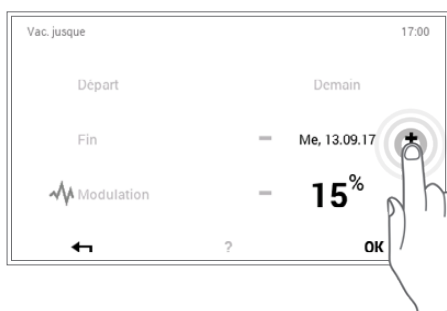 Vac. jusque 17:00
Départ Demain
Fin − Me, 13.09.17 +
Modulation − 15%
? OK